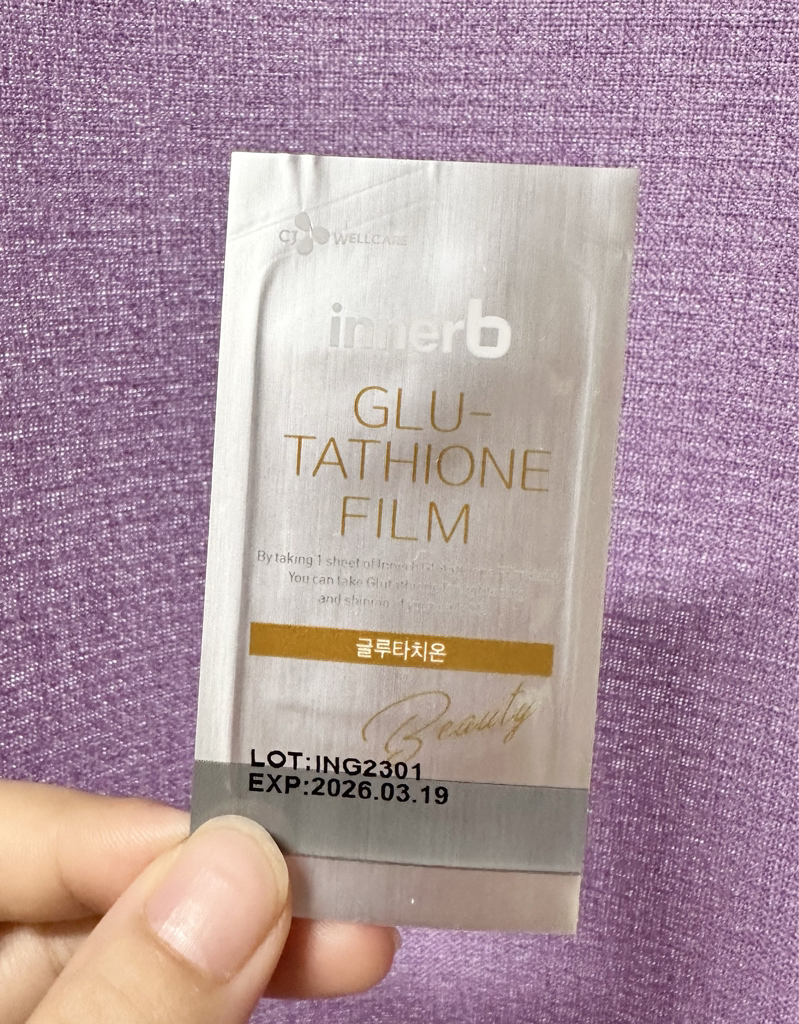 CJ WELLCARE
innerb
GLU-
TATHIONE
FILM
By taking 1 sheet of
You can take
and
글루타치온
Beauty
LOT:ING2301
EXP:2026.03.19